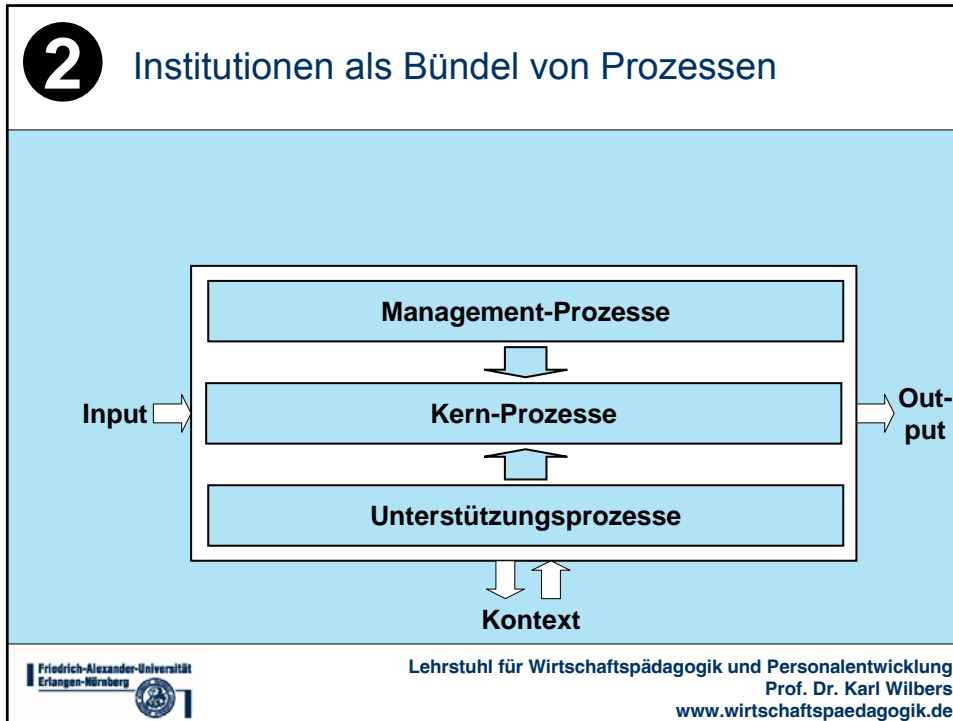 2
Institutionen als Bündel von Prozessen
Management-Prozesse
Input
Kern-Prozesse
Out-
put
Unterstützungsprozesse
Kontext
Friedrich-Alexander-Universität
Erlangen-Nürnberg
Lehrstuhl für Wirtschaftspädagogik und Personalentwicklung
Prof. Dr. Karl Wilbers
www.wirtschaftspaedagogik.de